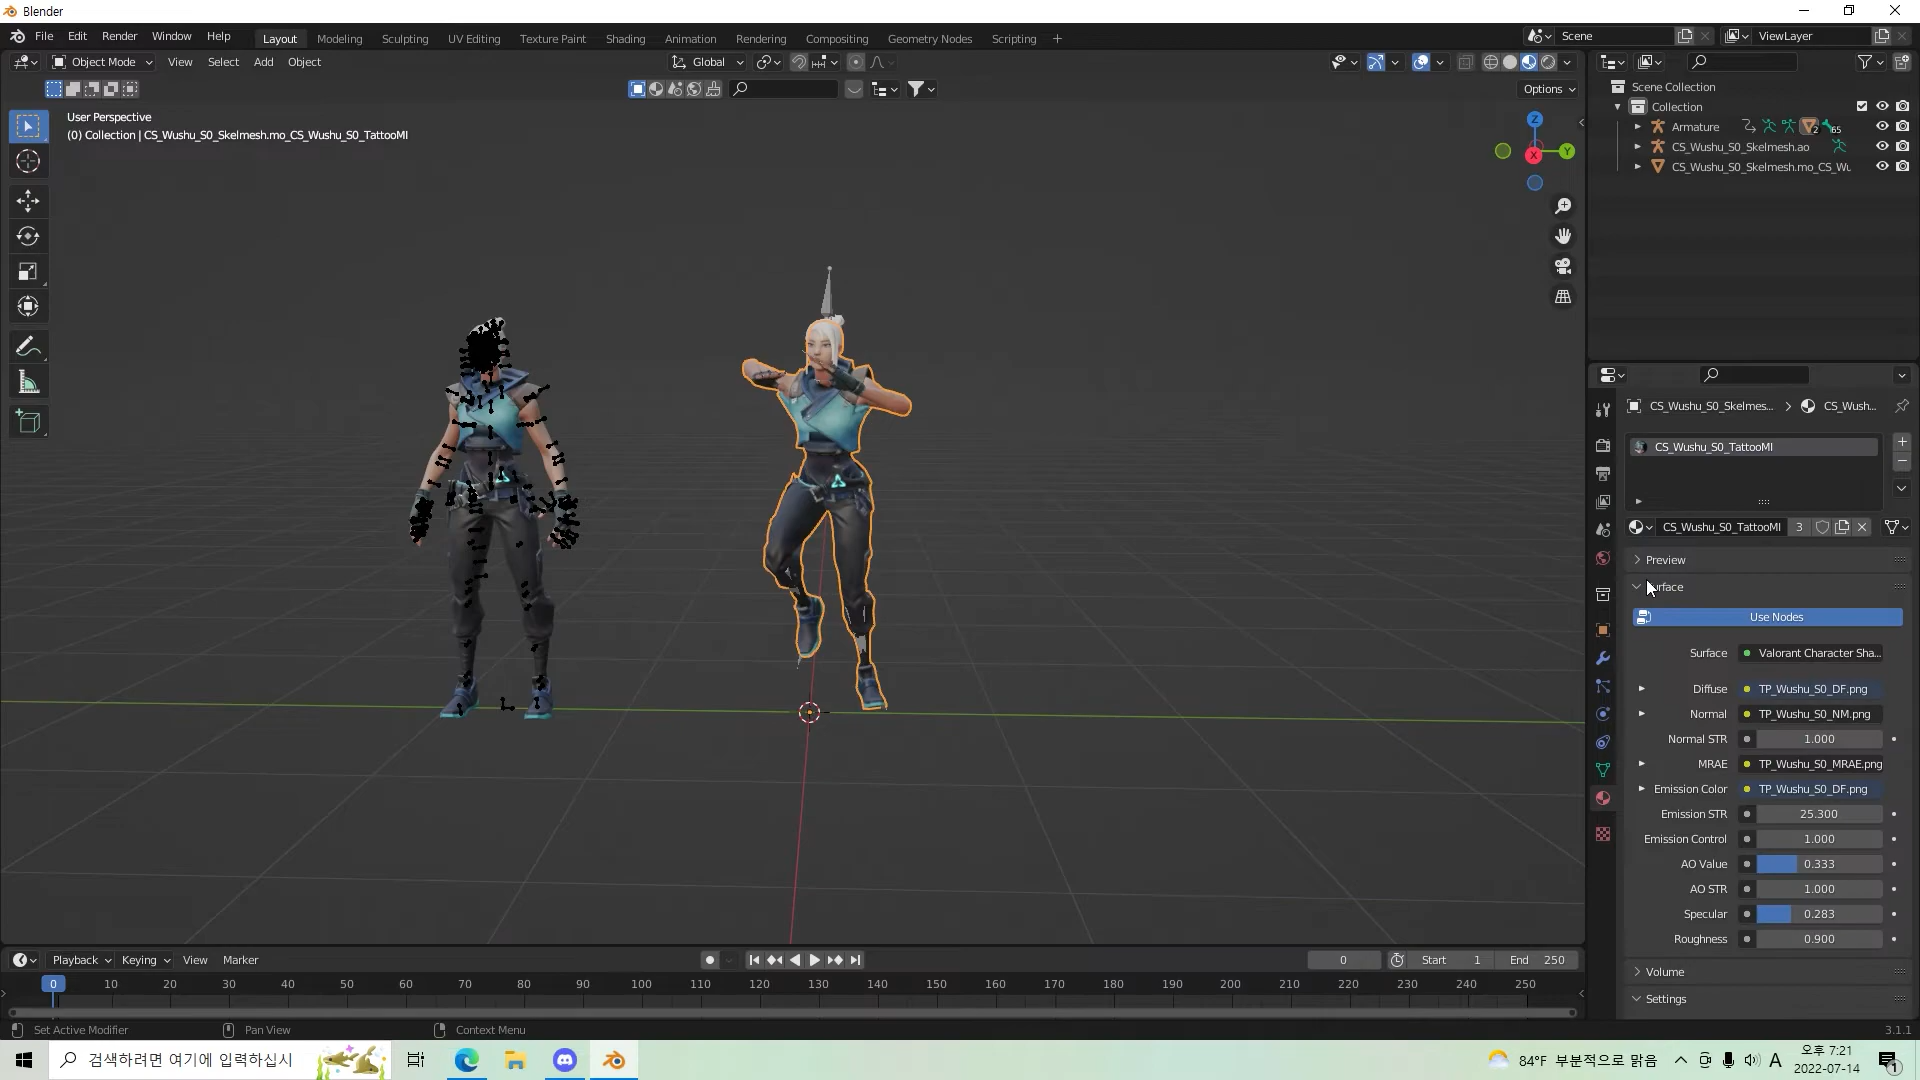 Blender
File Edit Render Window Help Layout Modeling Sculpting UV Editing Texture Paint Shading Animation Rendering Compositing Geometry Nodes Scripting + Scene ViewLayer
Object Mode View Select Add Object Global
Options
User Perspective
(0) Collection | CS_Wushu_S0_Skelmesh.mo_CS_Wushu_S0_TattooMI
Z
Y
X
Scene Collection
Collection
Armature 2 65
CS_Wushu_S0_Skelmesh.ao
CS_Wushu_S0_Skelmesh.mo_CS_Wu
CS_Wushu_S0_Skelmes... CS_Wush...
CS_Wushu_S0_TattooMI
CS_Wushu_S0_TattooMI 3
Preview
rface
Use Nodes
Surface Valorant Character Sha...
Diffuse TP_Wushu_S0_DF.png
Normal TP_Wushu_S0_NM.png
Normal STR 1.000
MRAE TP_Wushu_S0_MRAE.png
Emission Color TP_Wushu_S0_DF.png
Emission STR 25.300
Emission Control 1.000
AO Value 0.333
AO STR 1.000
Specular 0.283
Roughness 0.900
Volume
Settings
Playback Keying View Marker 0 Start 1 End 250
0 10 20 30 40 50 60 70 80 90 100 110 120 130 140 150 160 170 180 190 200 210 220 230 240 250
Set Active Modifier Pan View Context Menu 3.1.1
검색하려면 여기에 입력하십시 84°F 부분적으로 맑음 A 오후 7:21
2022-07-14 1